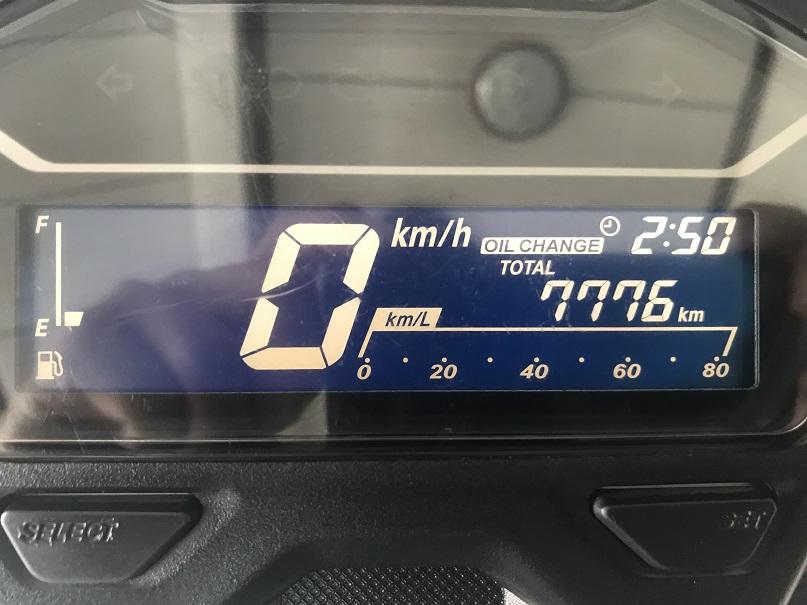 F
km/h
OIL CHANGE
2:50
TOTAL
7776 km
E
0
km/L
0 20 40 60 80
SELECT
SET